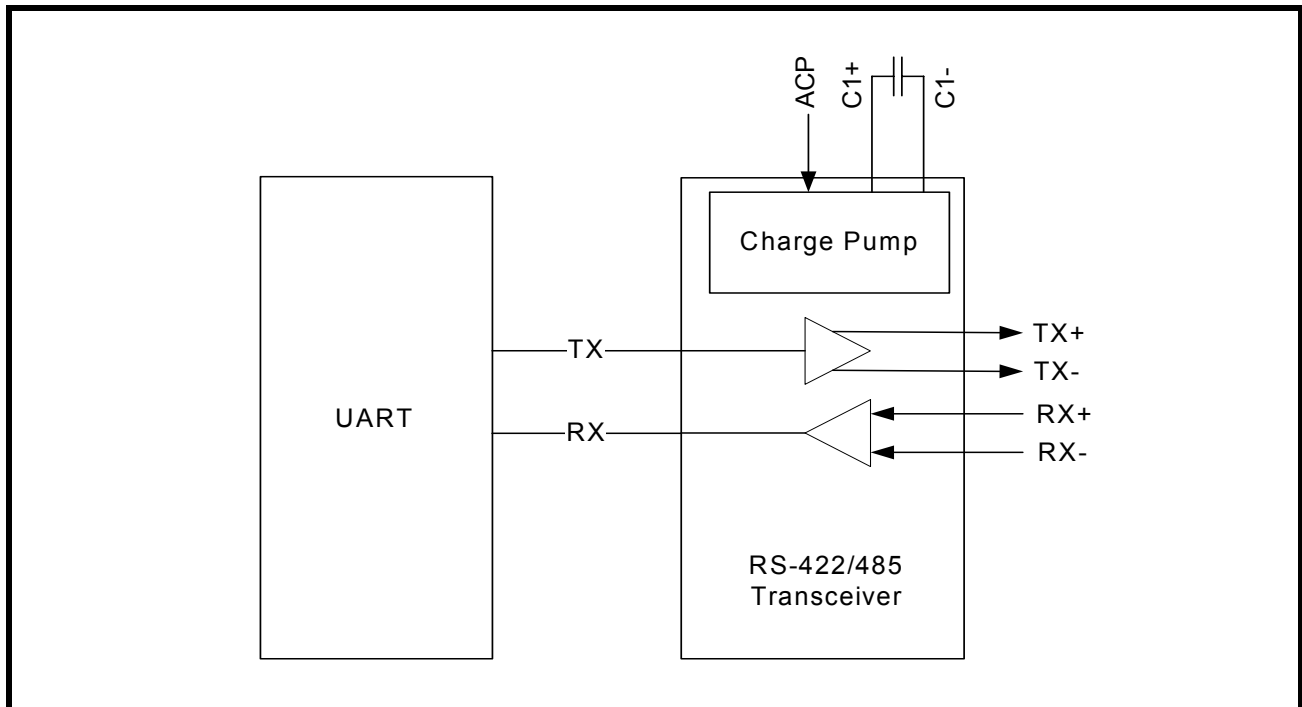 ACP
C1+
C1-
Charge Pump
TX
TX+
TX-
UART
RX
RX+
RX-
RS-422/485
Transceiver